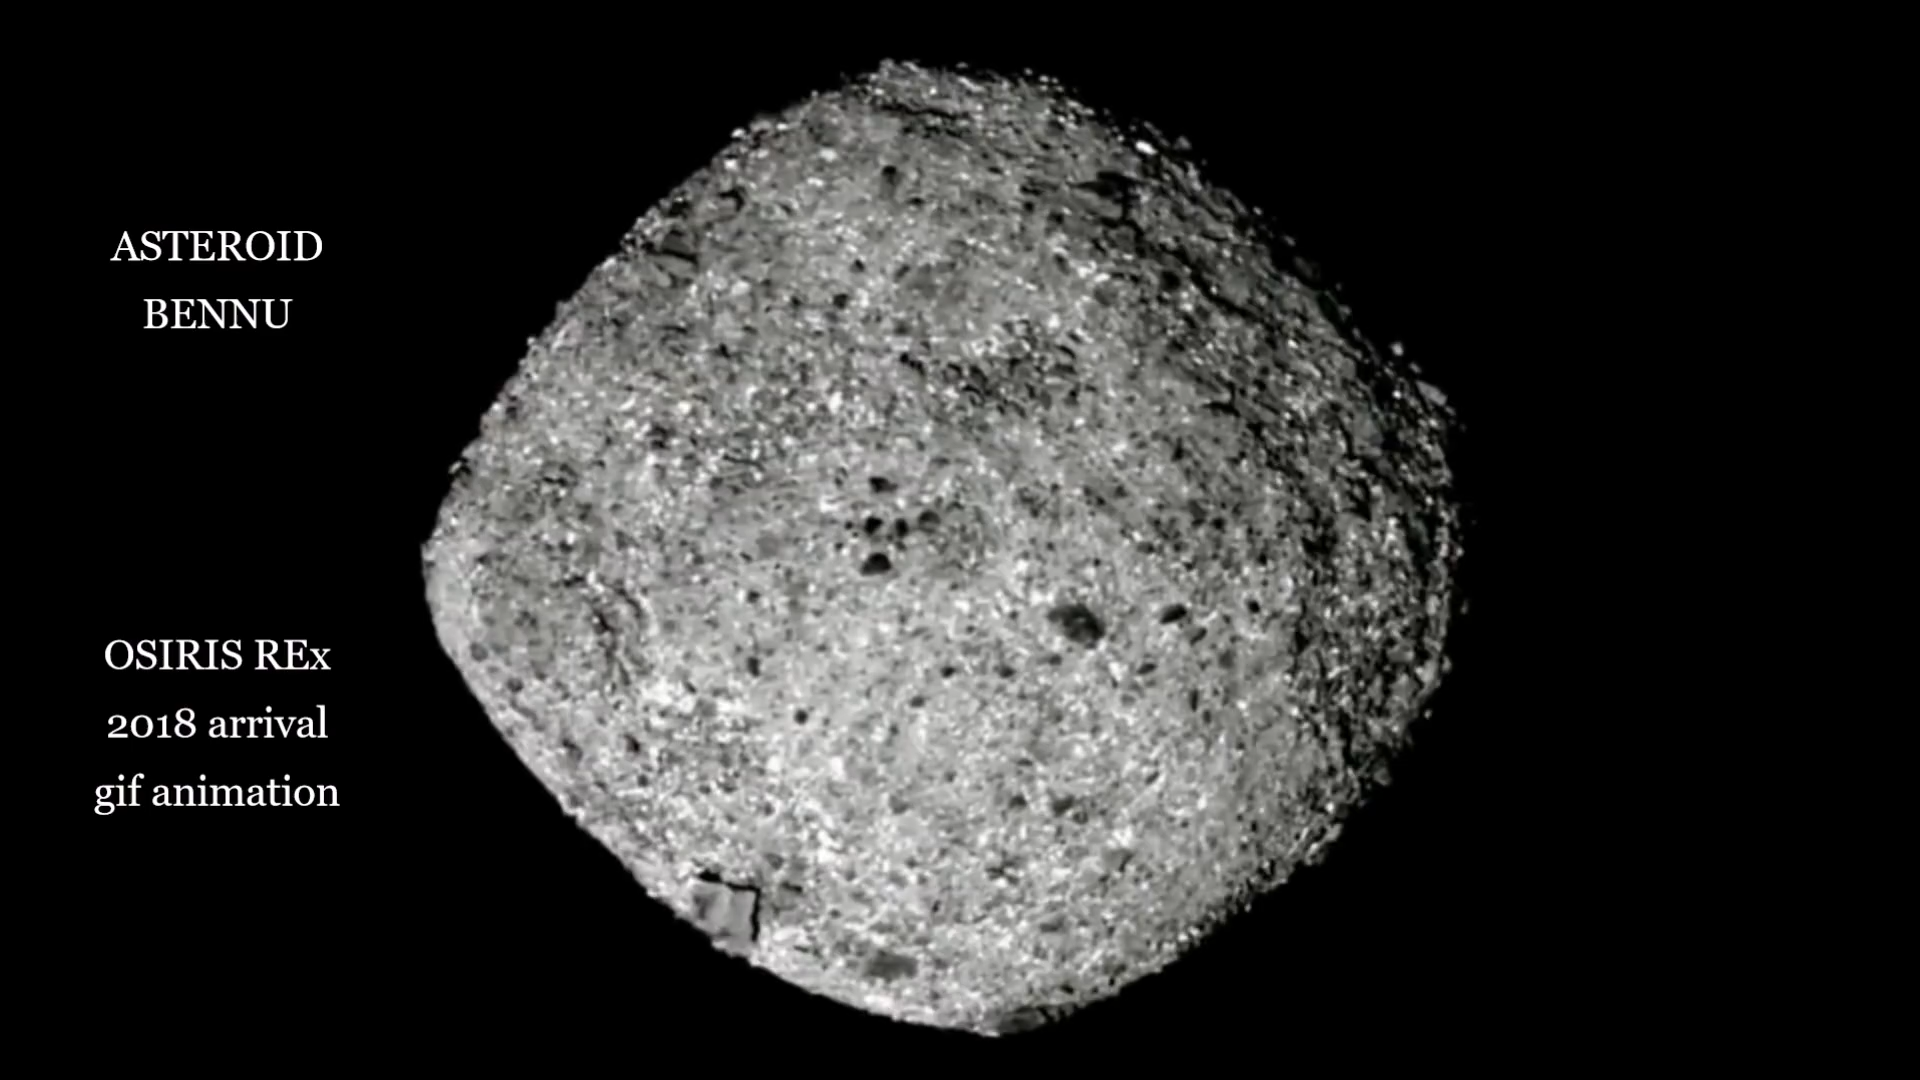 ASTEROID
BENNU
OSIRIS REx
2018 arrival
gif animation